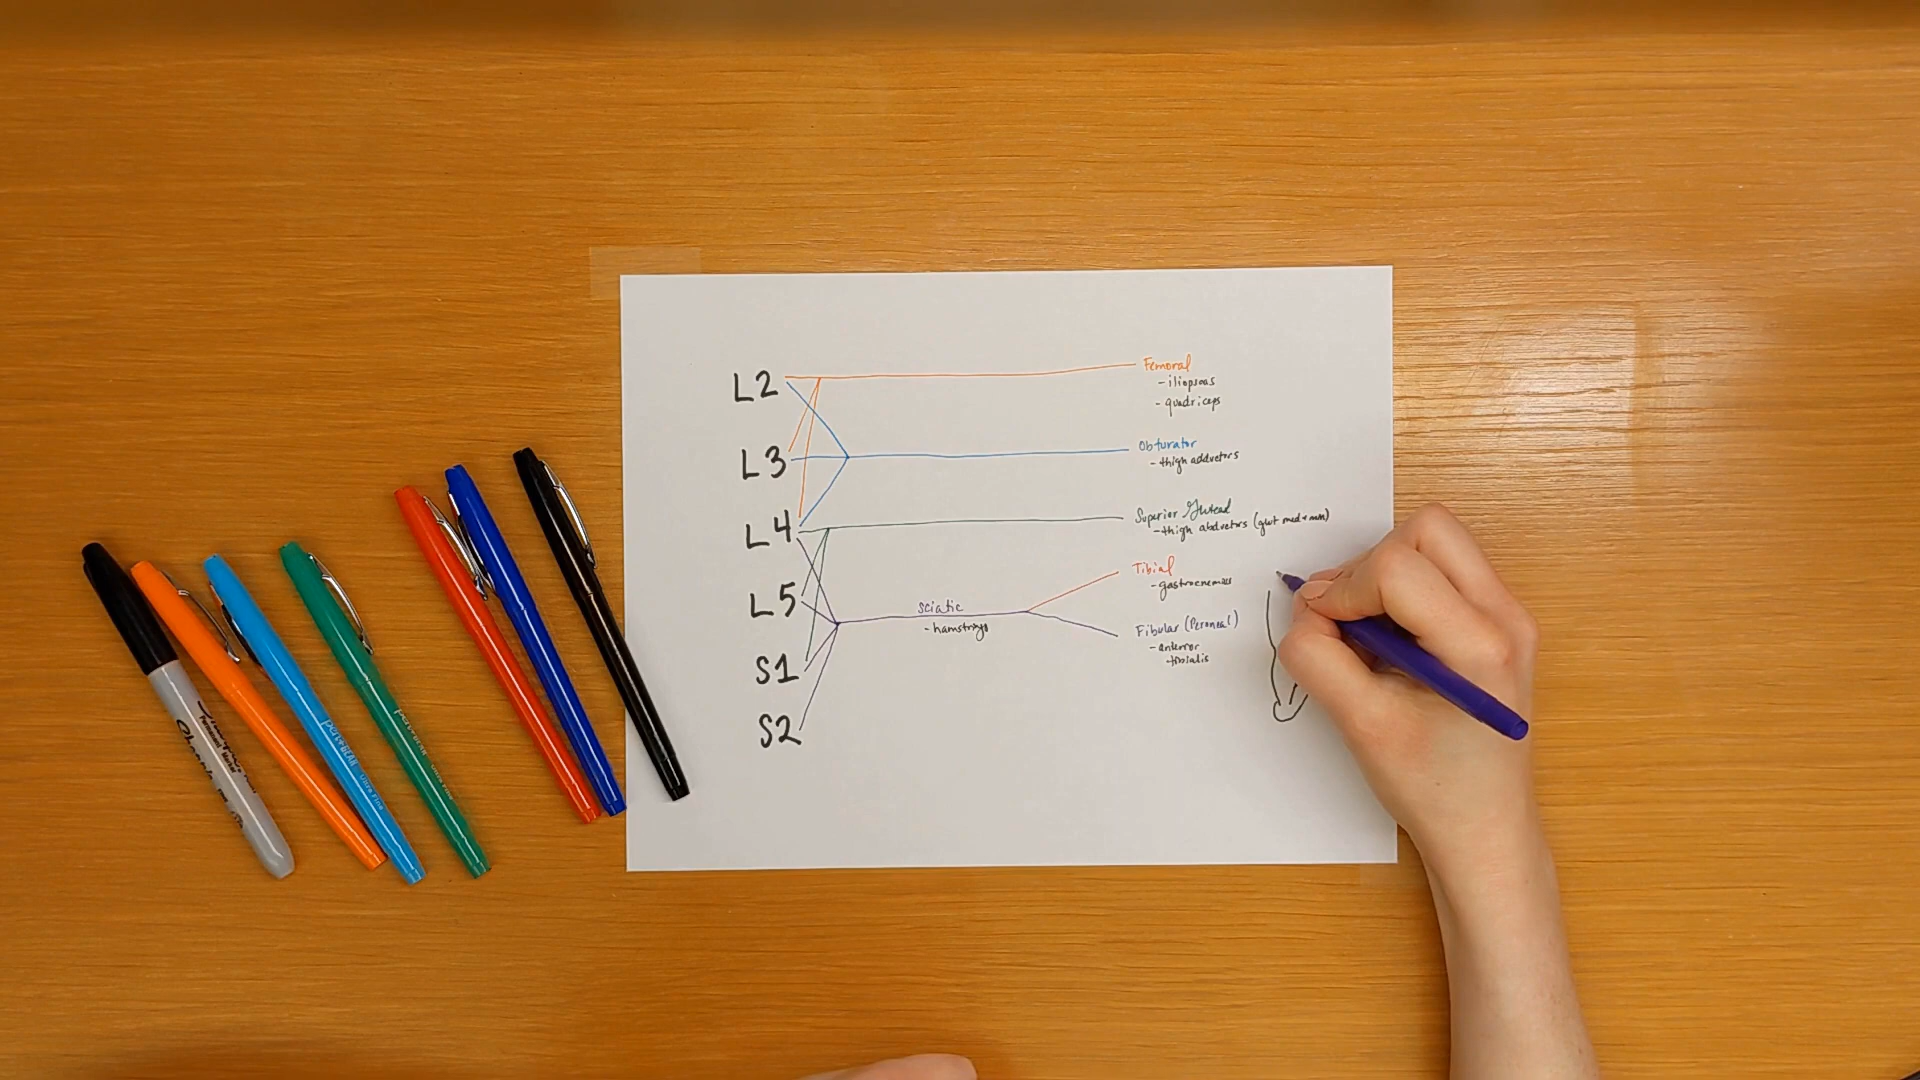 L2
L3
L4
L5
S1
S2
Femoral
- iliopsoas
- quadriceps
Obturator
- thigh adductors
Superior Gluteal
- thigh abductors (glut med + min)
Tibial
- gastrocnemius
sciatic
- hamstrings
Fibular (Peroneal)
- anterior
tibialis
Sharpie